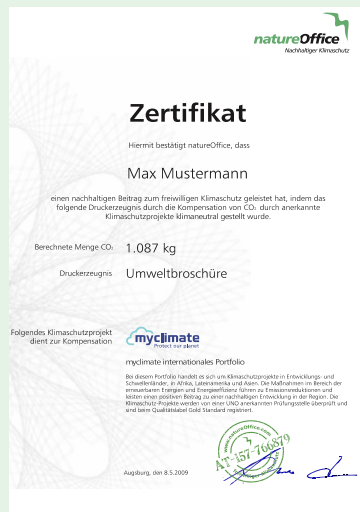 natureOffice
Nachhaltiger Klimaschutz
Zertifikat
Hiermit bestätigt natureOffice, dass
Max Mustermann
einen nachhaltigen Beitrag zum freiwilligen Klimaschutz geleistet hat, indem das
folgende Druckerzeugnis durch die Kompensation von CO₂ durch anerkannte
Klimaschutzprojekte klimaneutral gestellt wurde.
Berechnete Menge CO₂ 1.087 kg
Druckerzeugnis Umweltbroschüre
Folgendes Klimaschutzprojekt
dient zur Kompensation
myclimate
Protect our planet
myclimate internationales Portfolio
Bei diesem Portfolio handelt es sich um Klimaschutzprojekte in Entwicklungs- und
Schwellenländer, in Afrika, Lateinamerika und Asien. Die Maßnahmen im Bereich der
erneuerbaren Energien und Energieeffizienz führen zu Emissionsreduktionen und
leisten einen positiven Beitrag zu einer nachhaltigen Entwicklung in der Region. Die
Klimaschutz-Projekte werden von einer UNO anerkannten Prüfungsstelle überprüft und
sind beim Qualitätslabel Gold Standard registriert.
www.natureOffice.com
AT-157-766879
Augsburg, den 8.5.2009